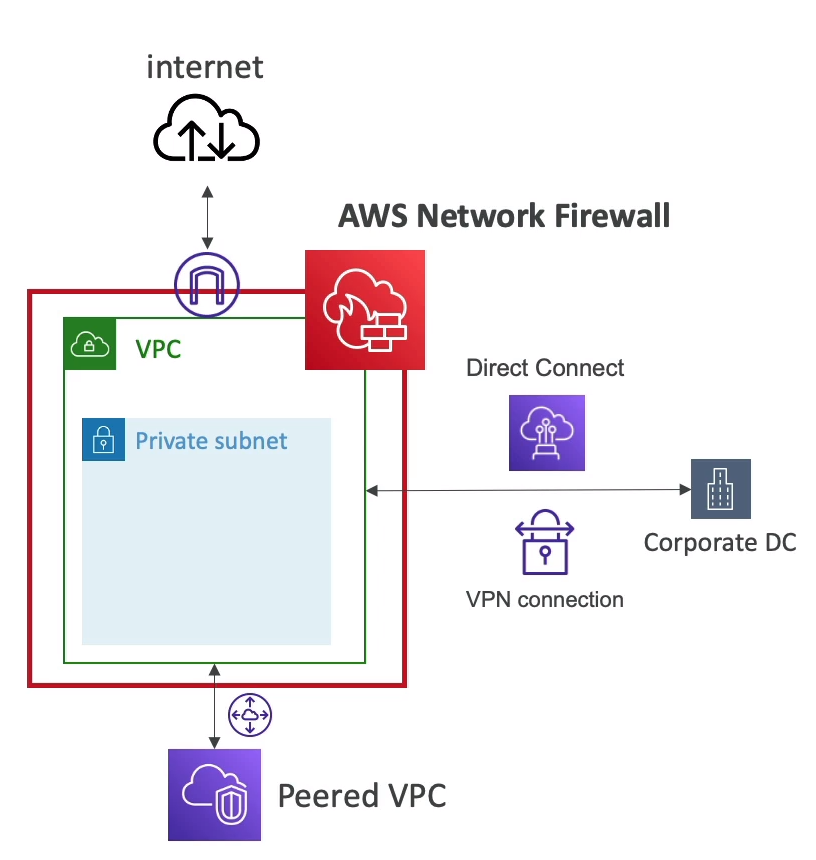 internet
AWS Network Firewall
VPC
Direct Connect
Private subnet
Corporate DC
VPN connection
Peered VPC